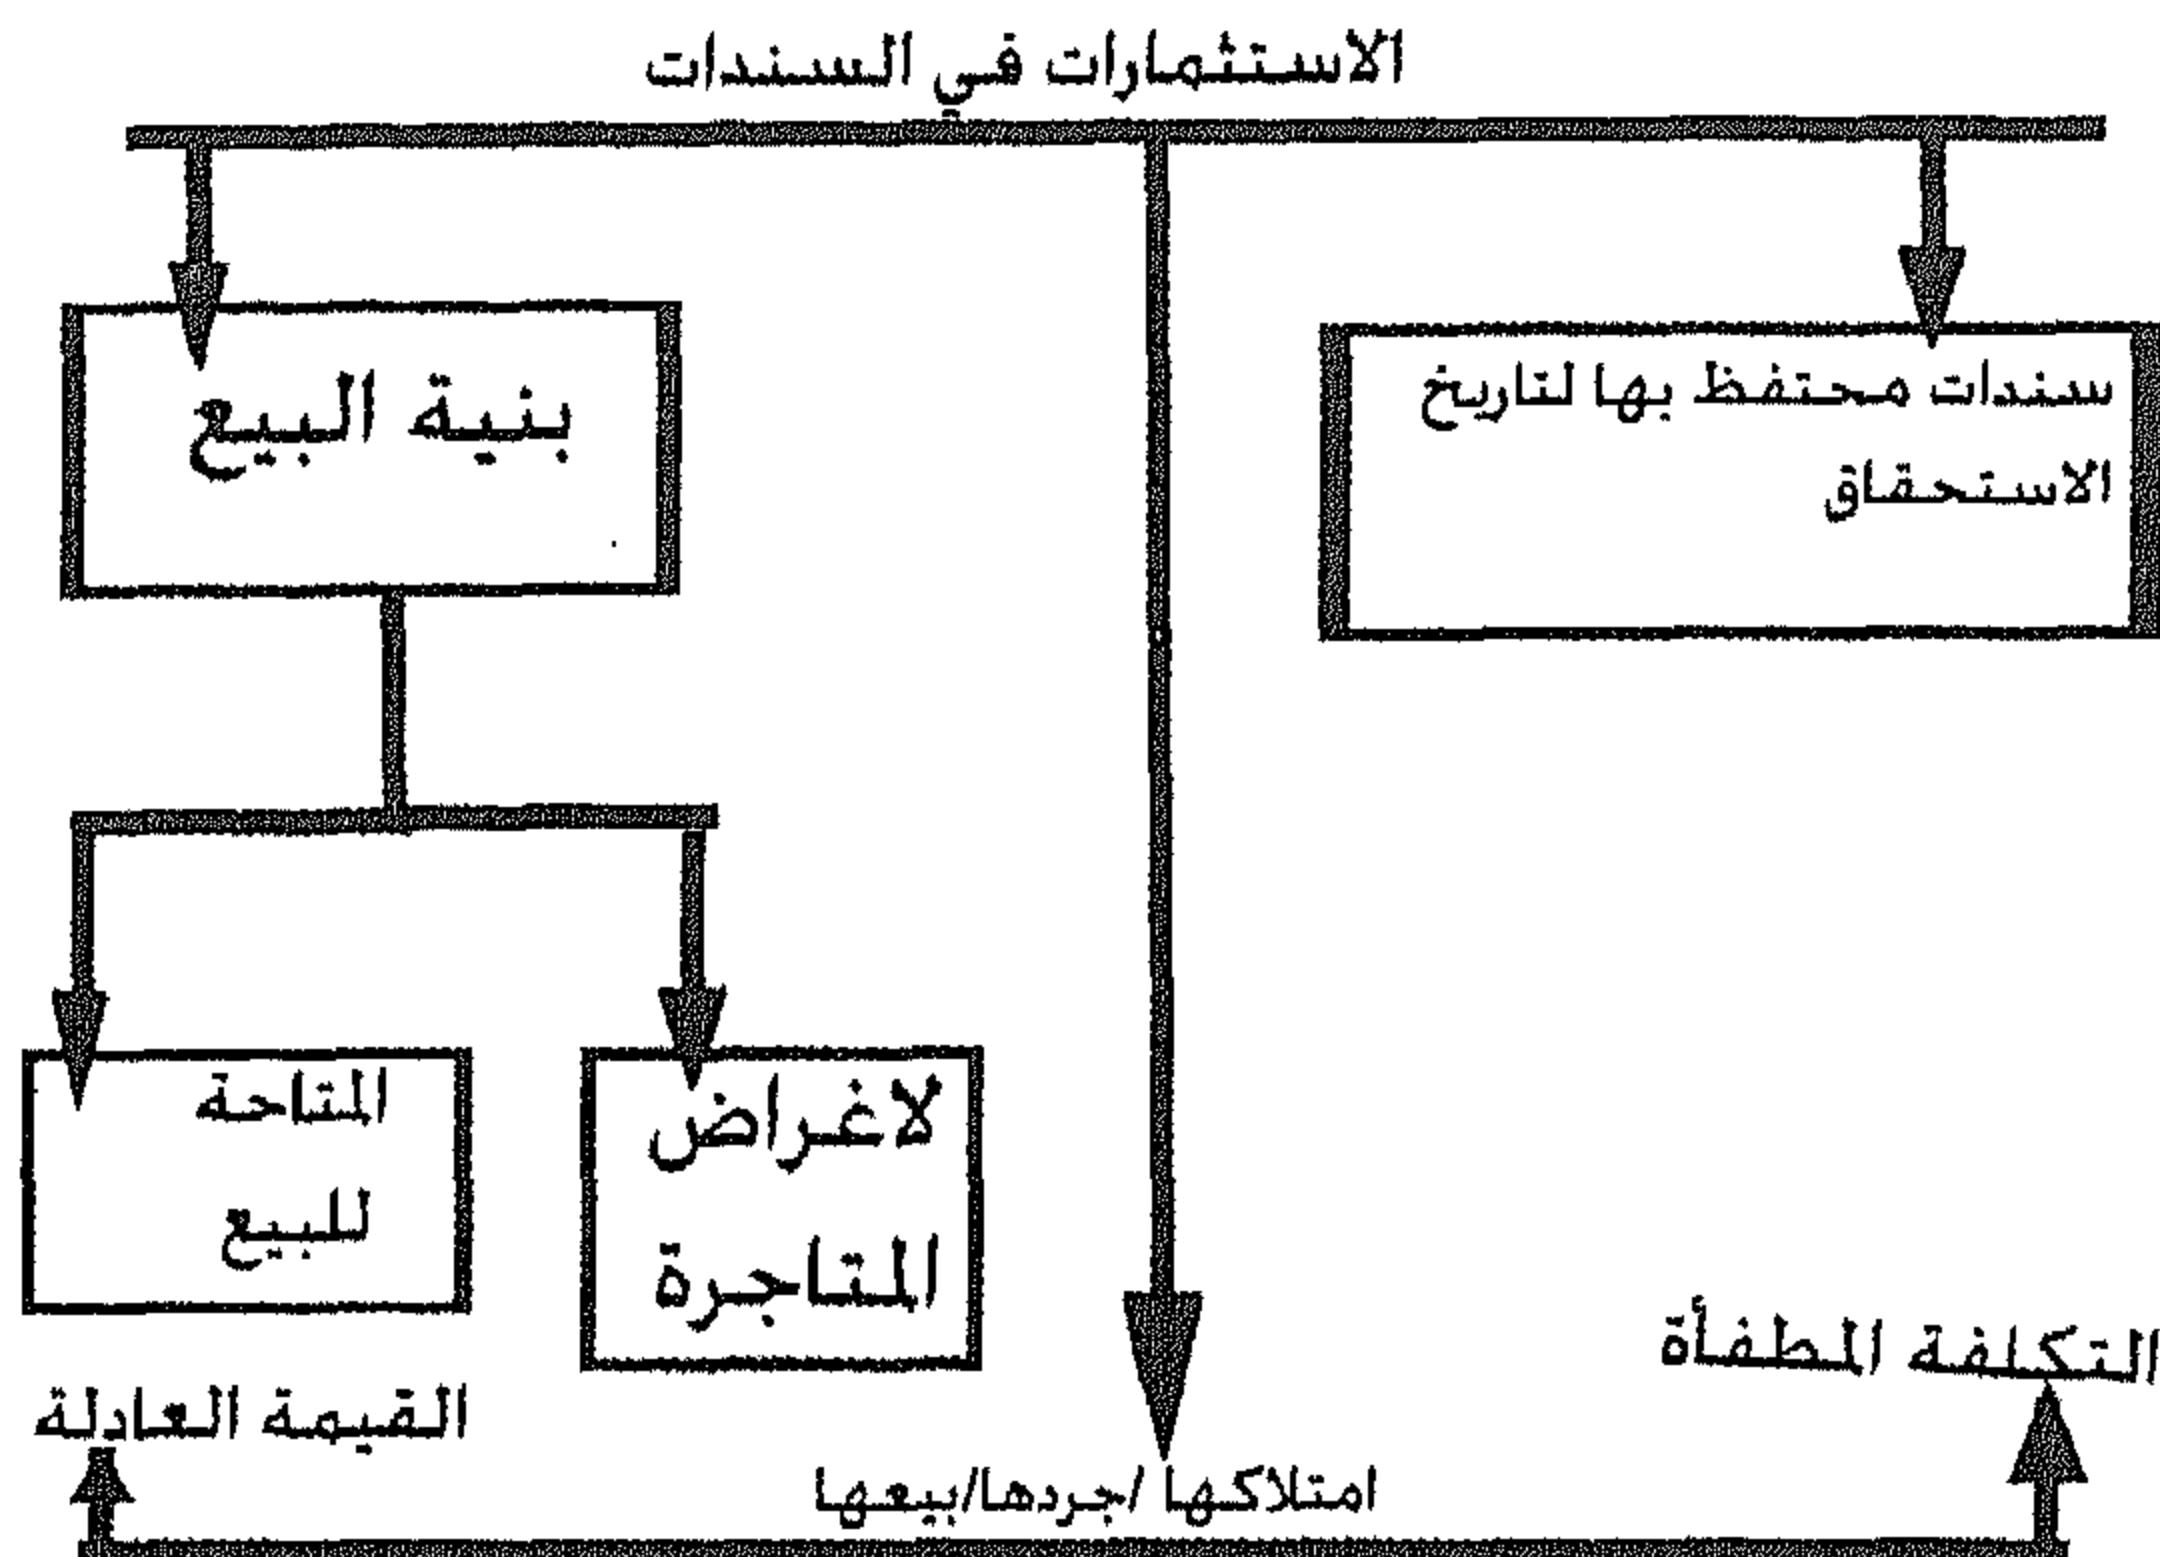 الاستثمارات في السندات
سندات محتفظ بها لتاريخ
الاستحقاق
بنية البيع
لاغراض
المتاجرة
المتاحة
للبيع
التكلفة المطفأة
القيمة العادلة
امتلاكها /جردها/بيعها